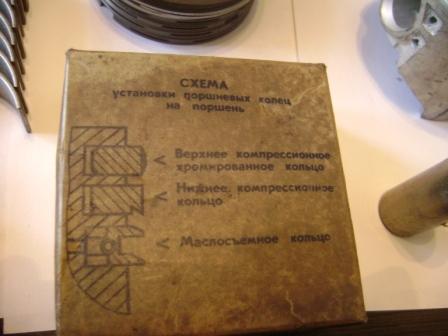 СХЕМА
установки поршневых колец
на поршень
Верхнее компрессионное
хромированное кольцо
Нижнее компрессионное
кольцо
Маслосъемное кольцо